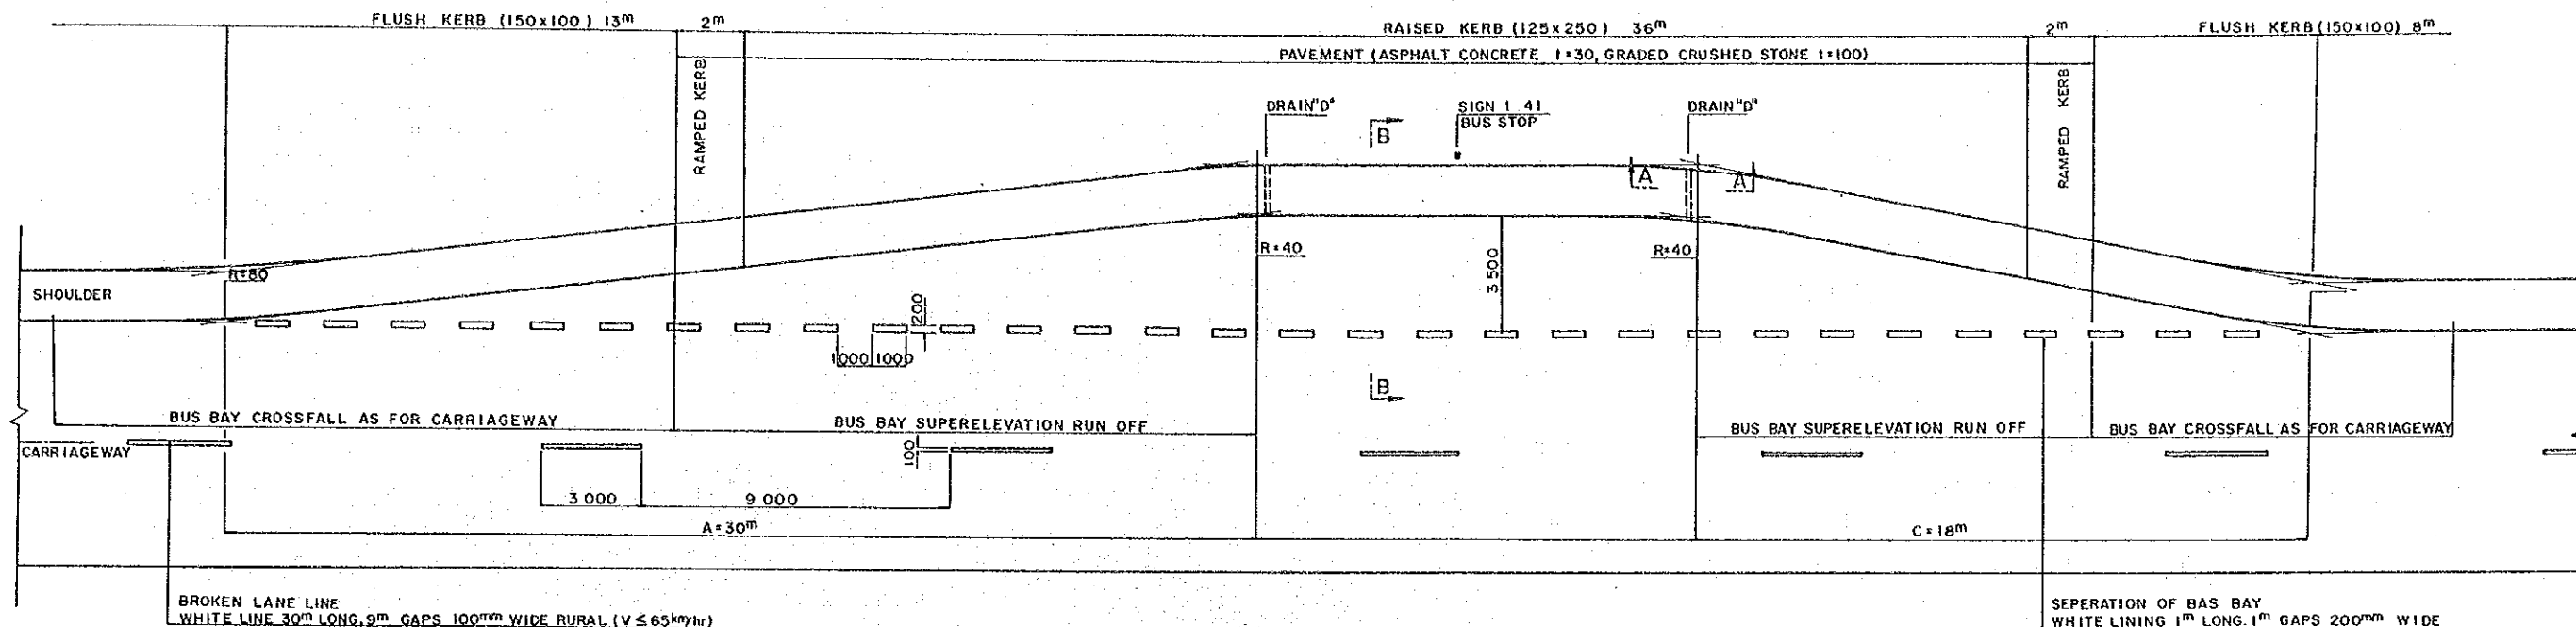 FLUSH KERB (150x100) 13m
2m
RAISED KERB (125x250) 36m
2m
FLUSH KERB (150x100) 8m
PAVEMENT (ASPHALT CONCRETE t=30, GRADED CRUSHED STONE t=100)
RAMPED KERB
RAMPED KERB
DRAIN"D"
SIGN 1 41
BUS STOP
DRAIN"D"
B
A
A
R=80
R=40
R=40
3 500
SHOULDER
200
1000 1000
B
BUS BAY CROSSFALL AS FOR CARRIAGEWAY
BUS BAY SUPERELEVATION RUN OFF
BUS BAY SUPERELEVATION RUN OFF
BUS BAY CROSSFALL AS FOR CARRIAGEWAY
CARRIAGEWAY
100
3 000
9 000
A=30m
C=18m
BROKEN LANE LINE
WHITE LINE 30m LONG, 9m GAPS 100mm WIDE RURAL (V ≤ 65km/hr)
SEPERATION OF BAS BAY
WHITE LINING 1m LONG, 1m GAPS 200mm WIDE